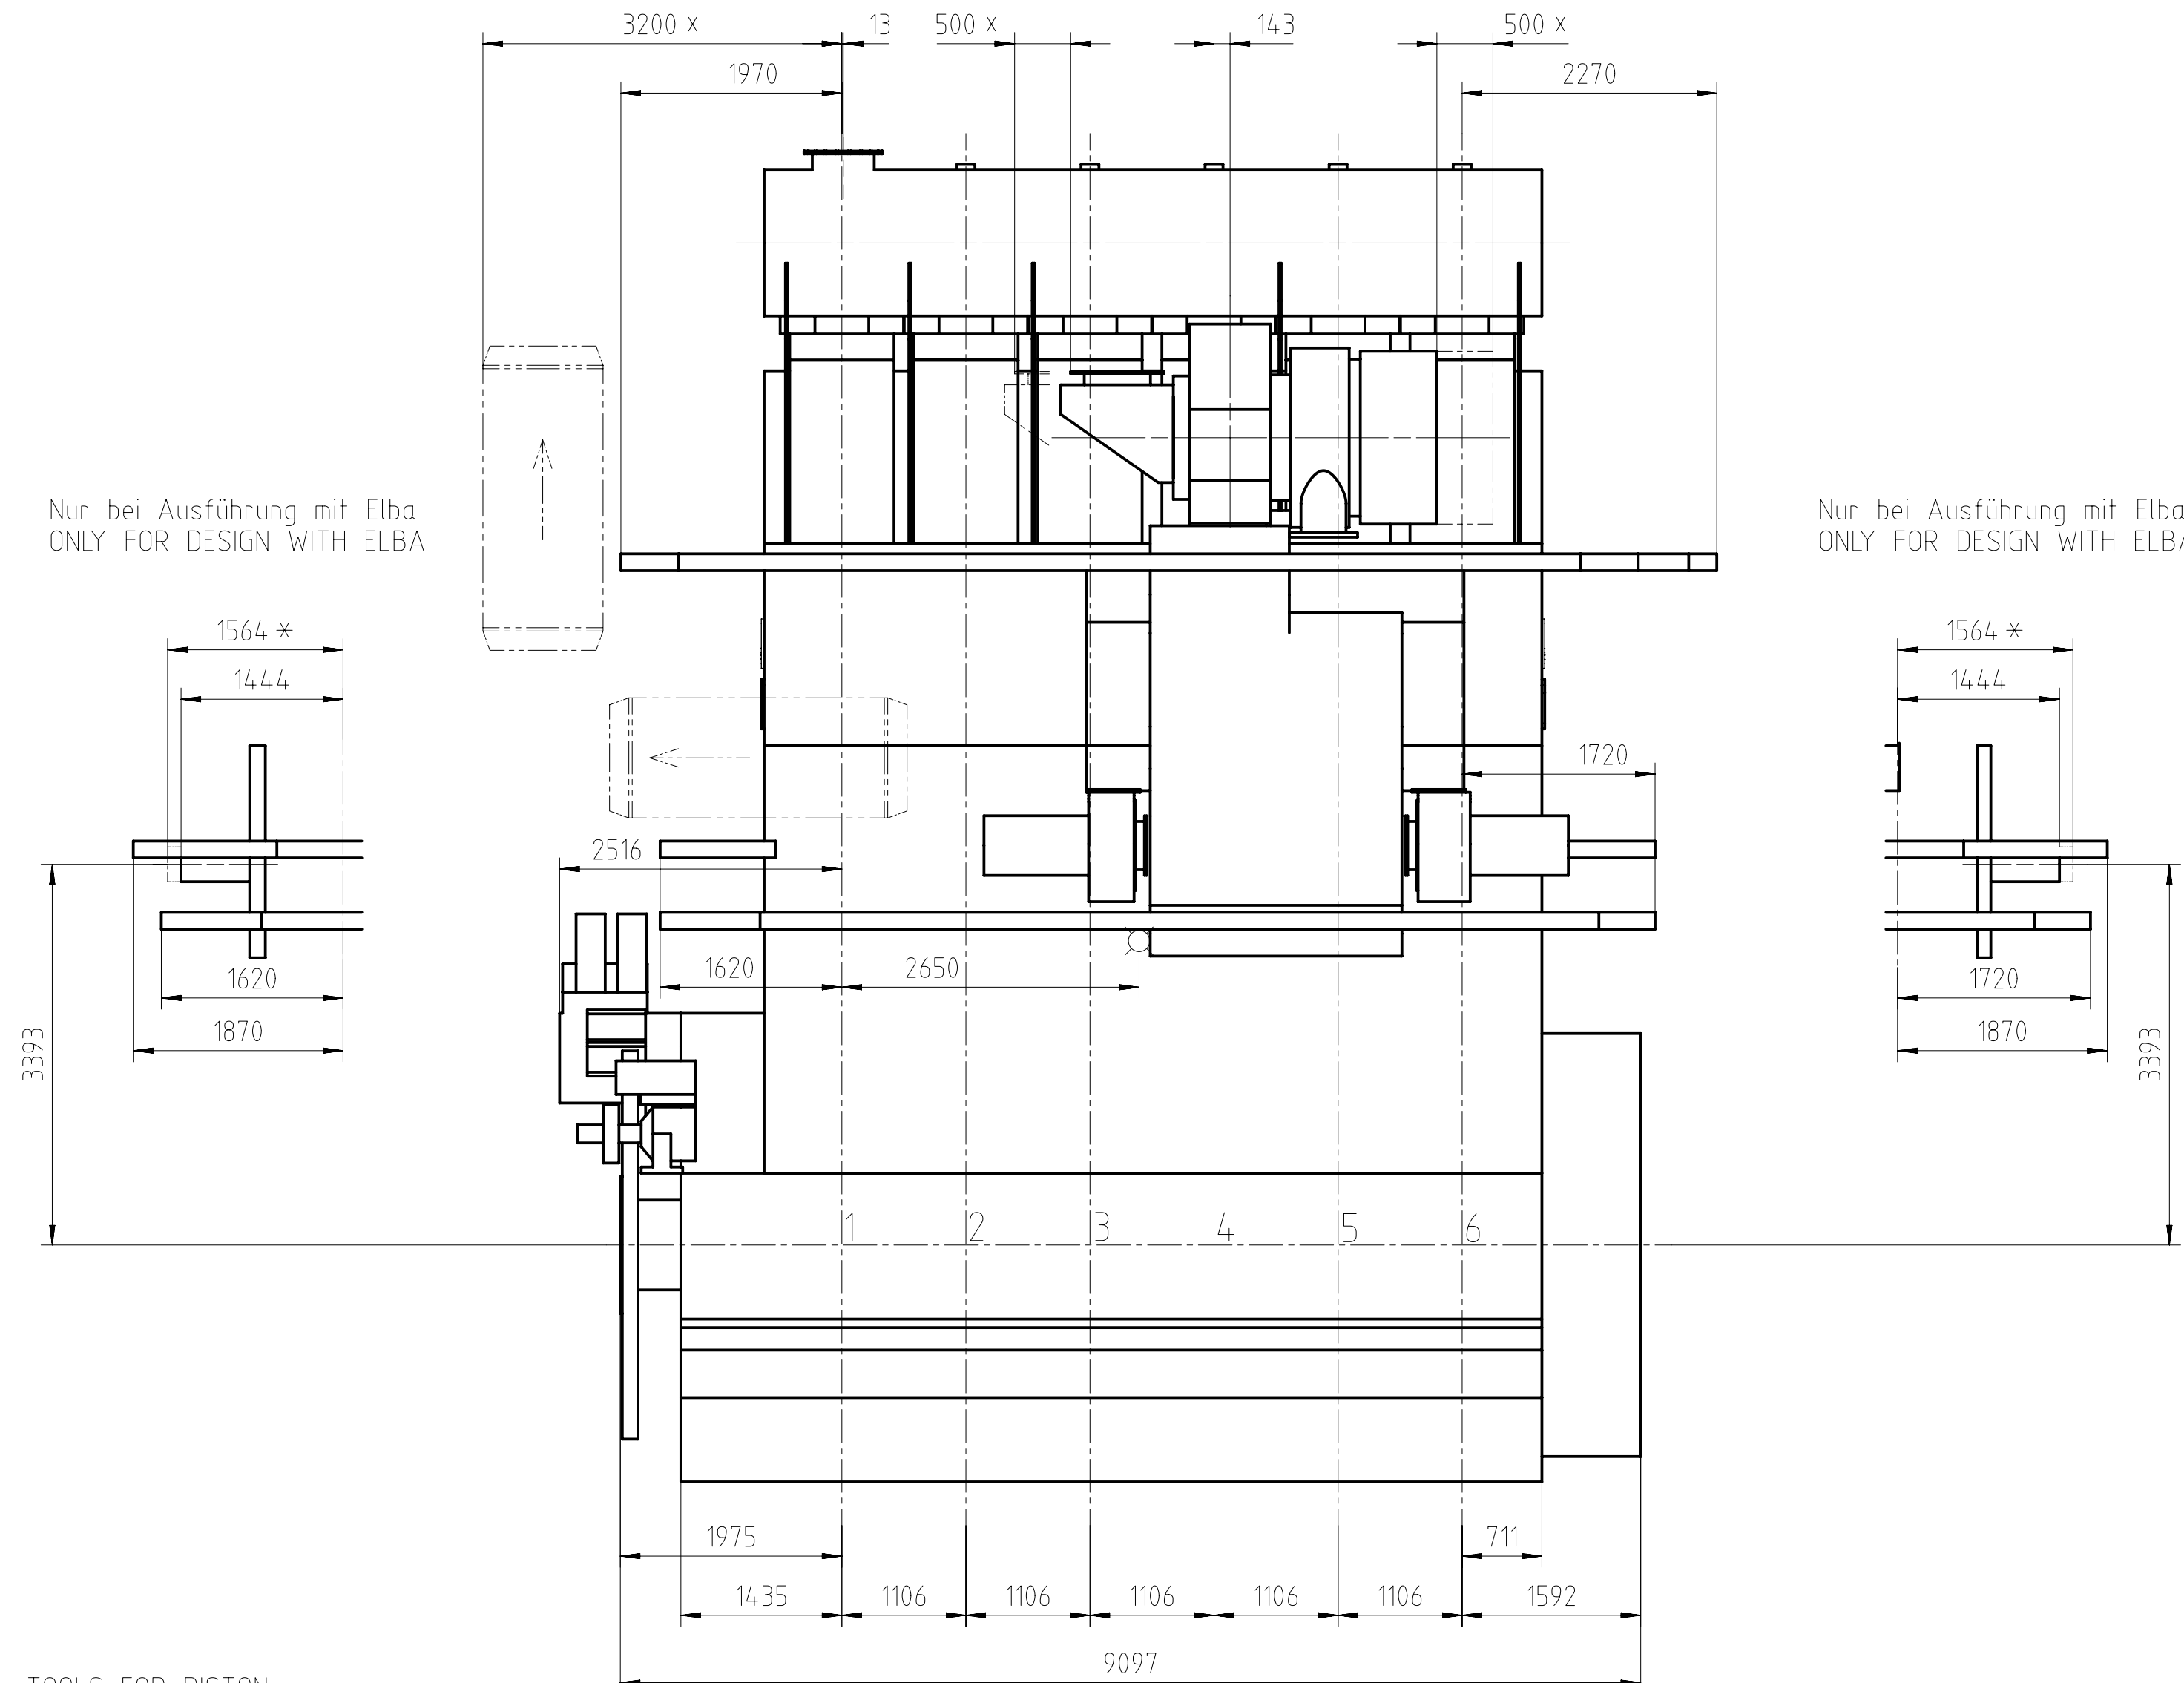 3200 * 13 500 * 143 500 *
1970 2270
Nur bei Ausführung mit Elba
ONLY FOR DESIGN WITH ELBA
Nur bei Ausführung mit Elba
ONLY FOR DESIGN WITH ELBA
1564 * 1564 *
1444 1444
1720
2516
1620 2650
1620 1720
1870 1870
3393 3393
1 2 3 4 5 6
1975 711
1435 1106 1106 1106 1106 1106 1592
9097
TOOLS FOR PISTON